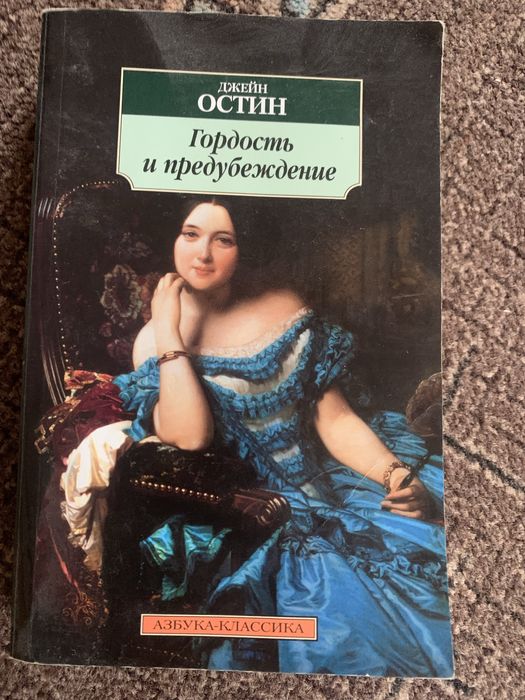 ДЖЕЙН
ОСТИН
Гордость
и предубеждение
АЗБУКА-КЛАССИКА